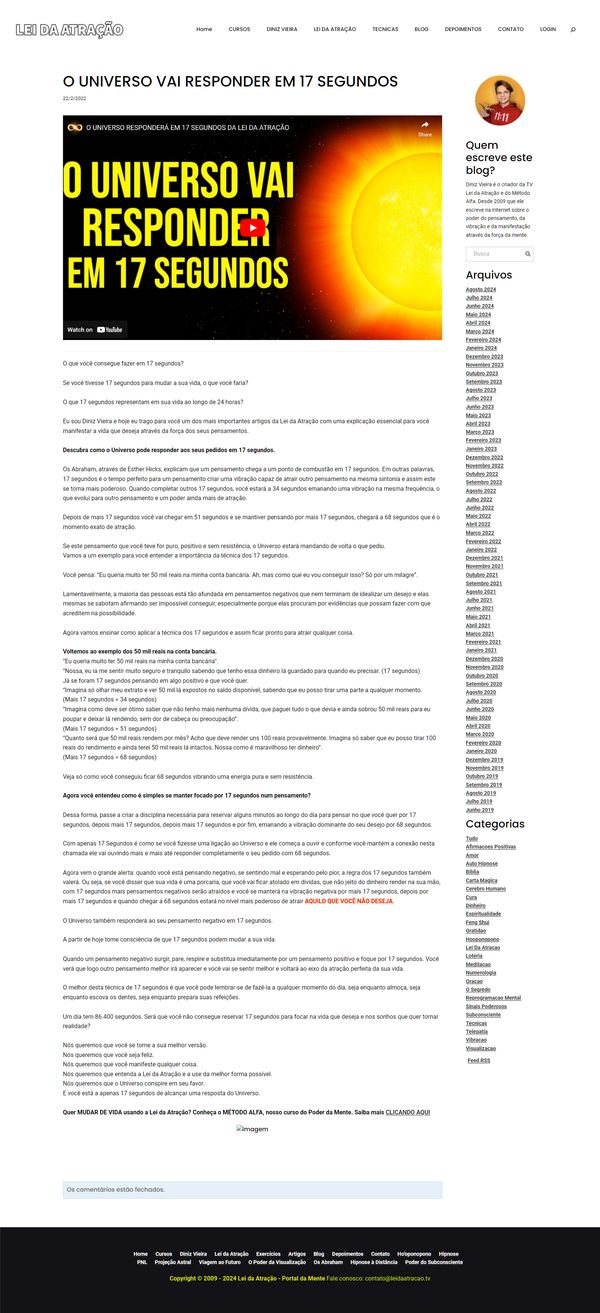 LEI DA ATRAÇÃO
Home CURSOS DINIZ VIEIRA LEI DA ATRAÇÃO TECNICAS BLOG DEPOIMENTOS CONTATO LOGIN
O UNIVERSO VAI RESPONDER EM 17 SEGUNDOS
22/2/2022
O UNIVERSO RESPONDERÁ EM 17 SEGUNDOS DA LEI DA ATRAÇÃO
Share
O UNIVERSO VAI
RESPONDER
EM 17 SEGUNDOS
Watch on YouTube
O que você consegue fazer em 17 segundos?
Se você tivesse 17 segundos para mudar a sua vida, o que você faria?
O que 17 segundos representam em sua vida ao longo de 24 horas?
Eu sou Diniz Vieira e hoje eu trago para você um dos mais importantes artigos da Lei da Atração com uma explicação essencial para você
manifestar a vida que deseja através da força dos seus pensamentos.
Descubra como o Universo pode responder aos seus pedidos em 17 segundos.
Os Abraham, através de Esther Hicks, explicam que um pensamento chega a um ponto de combustão em 17 segundos. Em outras palavras,
17 segundos é o tempo perfeito para um pensamento criar uma vibração capaz de atrair outro pensamento na mesma sintonia e assim este
se torna mais poderoso. Quando completar outros 17 segundos, você estará a 34 segundos emanando uma vibração na mesma frequência, o
que evolui para outro pensamento e um poder ainda mais de atração.
Depois de mais 17 segundos você vai chegar em 51 segundos e se mantiver pensando por mais 17 segundos, chegará a 68 segundos que é o
momento exato de atração.
Se este pensamento que você teve for puro, positivo e sem resistência, o Universo estará mandando de volta o que pediu.
Vamos a um exemplo para você entender a importância da técnica dos 17 segundos.
Você pensa: "Eu queria muito ter 50 mil reais na minha conta bancária. Ah, mas como que eu vou conseguir isso? Só por um milagre".
Lamentavelmente, a maioria das pessoas está tão afundada em pensamentos negativos que nem terminam de idealizar um desejo e elas
mesmas se sabotam afirmando ser impossível conseguir, especialmente porque elas procuram por evidências que possam fazer com que
acreditem na possibilidade.
Agora vamos ensinar como aplicar a técnica dos 17 segundos e assim ficar pronto para atrair qualquer coisa.
Voltemos ao exemplo dos 50 mil reais na conta bancária.
"Eu queria muito ter 50 mil reais na minha conta bancária".
"Nossa, eu ia me sentir muito seguro e tranquilo sabendo que tenho essa dinheiro lá guardado para quando eu precisar. (17 segundos)
Já se foram 17 segundos pensando em algo positivo e que você quer.
"Imagina só olhar meu extrato e ver 50 mil lá expostos no saldo disponível, sabendo que eu posso tirar uma parte a qualquer momento.
(Mais 17 segundos = 34 segundos)
"Imagina como deve ser ótimo saber que não tenho mais nenhuma dívida, que paguei tudo o que devia e ainda sobrou 50 mil reais para eu
poupar e deixar lá rendendo, sem dor de cabeça ou preocupação".
(Mais 17 segundos = 51 segundos)
"Quanto será que 50 mil reais rendem por mês? Acho que deve render uns 100 reais provavelmente. Imagina só saber que eu posso tirar 100
reais do rendimento e ainda terei 50 mil reais lá intactos. Nossa como é maravilhoso ter dinheiro".
(Mais 17 segundos = 68 segundos)
Veja só como você conseguiu ficar 68 segundos vibrando uma energia pura e sem resistência.
Agora você entendeu como é simples se manter focado por 17 segundos num pensamento?
Dessa forma, passe a criar a disciplina necessária para reservar alguns minutos ao longo do dia para pensar no que você quer por 17
segundos, depois mais 17 segundos, depois mais 17 segundos e por fim, emanando a vibração dominante do seu desejo por 68 segundos.
Com apenas 17 Segundos é como se você fizesse uma ligação ao Universo e ele começa a ouvir e conforme você mantém a conexão nesta
chamada ele vai ouvindo mais e mais até responder completamente o seu pedido com 68 segundos.
Agora vem o grande alerta: quando você está pensando negativo, se sentindo mal e esperando pelo pior, a regra dos 17 segundos também
valerá. Ou seja, se você disser que sua vida é uma porcaria, que você vai ficar atolado em dívidas, que não jeito do dinheiro render na sua mão,
com 17 segundos mais pensamentos negativos serão atraídos e você se manterá na vibração negativa por mais 17 segundos, depois por
mais 17 segundos e quando chegar a 68 segundos estará no nível mais poderoso de atrair AQUILO QUE VOCÊ NÃO DESEJA.
O Universo também responderá ao seu pensamento negativo em 17 segundos.
A partir de hoje tome consciência de que 17 segundos podem mudar a sua vida.
Quando um pensamento negativo surgir, pare, respire e substitua imediatamente por um pensamento positivo e foque por 17 segundos. Você
verá que logo outro pensamento melhor irá aparecer e você vai se sentir melhor e voltará ao eixo da atração perfeita da sua vida.
O melhor desta técnica de 17 segundos é que você pode lembrar-se de fazê-la a qualquer momento do dia, seja enquanto almoça, seja
enquanto escova os dentes, seja enquanto prepara suas refeições.
Um dia tem 86.400 segundos. Será que você não consegue reservar 17 segundos para focar na vida que deseja e nos sonhos que quer tornar
realidade?
Nós queremos que você se torne a sua melhor versão.
Nós queremos que você seja feliz.
Nós queremos que você manifeste qualquer coisa.
Nós queremos que entenda a Lei da Atração e a use da melhor forma possível.
Nós queremos que o Universo conspire em seu favor.
E você está a apenas 17 segundos de alcançar uma resposta do Universo.
Quer MUDAR DE VIDA usando a Lei da Atração? Conheça o MÉTODO ALFA, nosso curso do Poder da Mente. Saiba mais CLICANDO AQUI
Imagem
Os comentários estão fechados.
11:11
Quem
escreve este
blog?
Diniz Vieira é o criador da TV
Lei da Atração e do Método
Alfa. Desde 2009 que ele
escreve na Internet sobre o
poder do pensamento, da
vibração e da manifestação
através da força da mente.
Busca
Arquivos
Agosto 2024
Julho 2024
Junho 2024
Maio 2024
Abril 2024
Março 2024
Fevereiro 2024
Janeiro 2024
Dezembro 2023
Novembro 2023
Outubro 2023
Setembro 2023
Agosto 2023
Julho 2023
Junho 2023
Maio 2023
Abril 2023
Março 2023
Fevereiro 2023
Janeiro 2023
Dezembro 2022
Novembro 2022
Outubro 2022
Setembro 2022
Agosto 2022
Julho 2022
Junho 2022
Maio 2022
Abril 2022
Março 2022
Fevereiro 2022
Janeiro 2022
Dezembro 2021
Novembro 2021
Outubro 2021
Setembro 2021
Agosto 2021
Julho 2021
Junho 2021
Maio 2021
Abril 2021
Março 2021
Fevereiro 2021
Janeiro 2021
Dezembro 2020
Novembro 2020
Outubro 2020
Setembro 2020
Agosto 2020
Julho 2020
Junho 2020
Maio 2020
Abril 2020
Março 2020
Fevereiro 2020
Janeiro 2020
Dezembro 2019
Novembro 2019
Outubro 2019
Setembro 2019
Agosto 2019
Julho 2019
Junho 2019
Categorias
Tudo
Afirmacoes Positivas
Amor
Auto Hipnose
Biblia
Carta Magica
Cerebro Humano
Cura
Dinheiro
Espiritualidade
Feng Shui
Gratidao
Hooponopono
Lei Da Atracao
Loteria
Meditacao
Numerologia
Oracao
O Segredo
Reprogramacao Mental
Sinais Poderosos
Subconsciente
Tecnicas
Telepatia
Vibracao
Visualizacao
Feed RSS
Home Cursos Diniz Vieira Lei da Atração Exercícios Artigos Blog Depoimentos Contato Ho'oponopono Hipnose
PNL Projeção Astral Viagem ao Futuro O Poder da Visualização Os Abraham Hipnose à Distância Poder do Subconsciente
Copyright © 2009 - 2024 Lei da Atração - Portal da Mente Fale conosco: contato@leidaatracao.tv